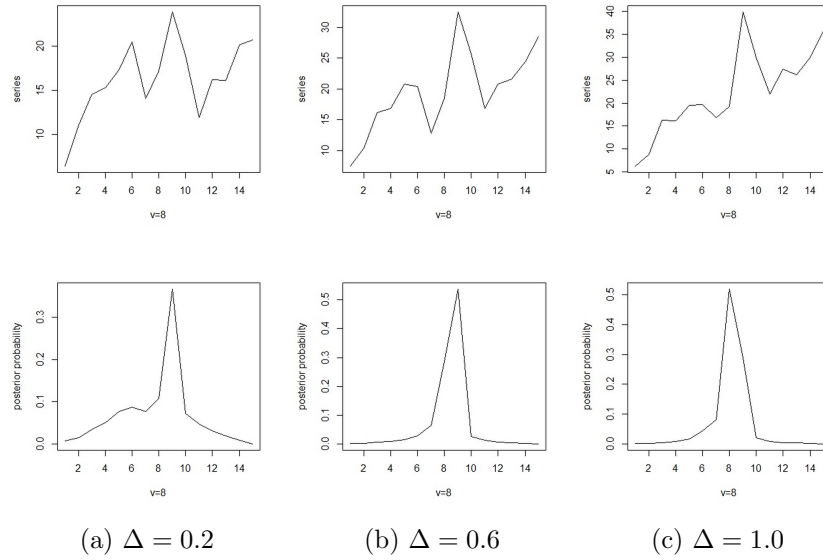 series
10 15 20
2 4 6 8 10 12 14
v=8
series
10 15 20 25 30
2 4 6 8 10 12 14
v=8
series
5 10 15 20 25 30 35 40
2 4 6 8 10 12 14
v=8
posterior probability
0.0 0.1 0.2 0.3
2 4 6 8 10 12 14
v=8
posterior probability
0.0 0.1 0.2 0.3 0.4 0.5
2 4 6 8 10 12 14
v=8
posterior probability
0.0 0.1 0.2 0.3 0.4 0.5
2 4 6 8 10 12 14
v=8
(a) Δ = 0.2
(b) Δ = 0.6
(c) Δ = 1.0